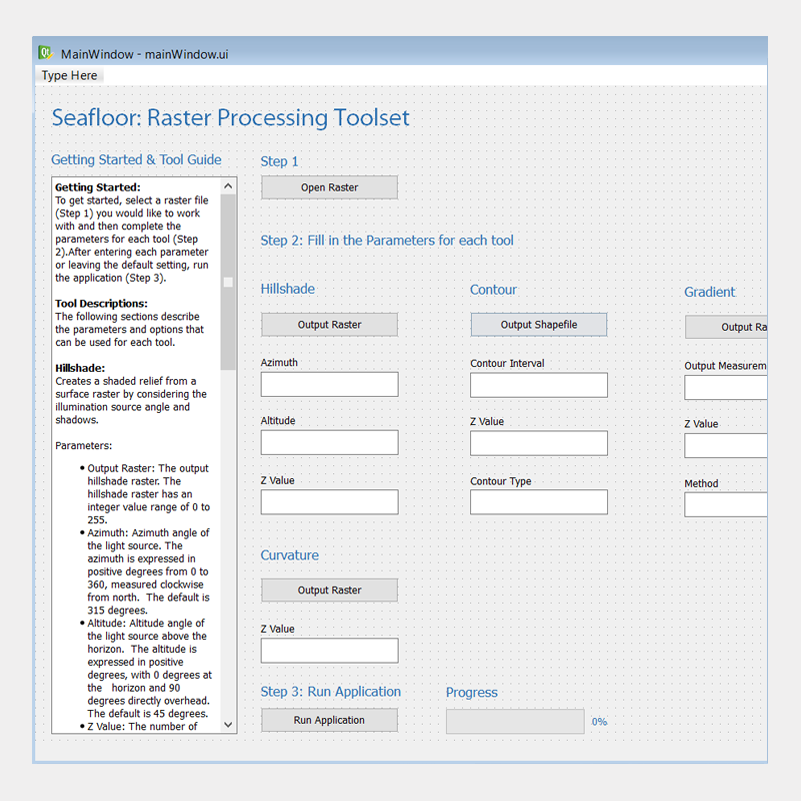 MainWindow - mainWindow.ui
Type Here
Seafloor: Raster Processing Toolset
Getting Started & Tool Guide
Getting Started:
To get started, select a raster file
(Step 1) you would like to work
with and then complete the
parameters for each tool (Step
2).After entering each parameter
or leaving the default setting, run
the application (Step 3).
Tool Descriptions:
The following sections describe
the parameters and options that
can be used for each tool.
Hillshade:
Creates a shaded relief from a
surface raster by considering the
illumination source angle and
shadows.
Parameters:
• Output Raster: The output
hillshade raster. The
hillshade raster has an
integer value range of 0 to
255.
• Azimuth: Azimuth angle of
the light source. The
azimuth is expressed in
positive degrees from 0 to
360, measured clockwise
from north. The default is
315 degrees.
• Altitude: Altitude angle of
the light source above the
horizon. The altitude is
expressed in positive
degrees, with 0 degrees at
the horizon and 90
degrees directly overhead.
The default is 45 degrees.
• Z Value: The number of
Step 1
Open Raster
Step 2: Fill in the Parameters for each tool
Hillshade
Output Raster
Azimuth
Altitude
Z Value
Contour
Output Shapefile
Contour Interval
Z Value
Contour Type
Gradient
Output Ra
Output Measurem
Z Value
Method
Curvature
Output Raster
Z Value
Step 3: Run Application
Run Application
Progress
0%